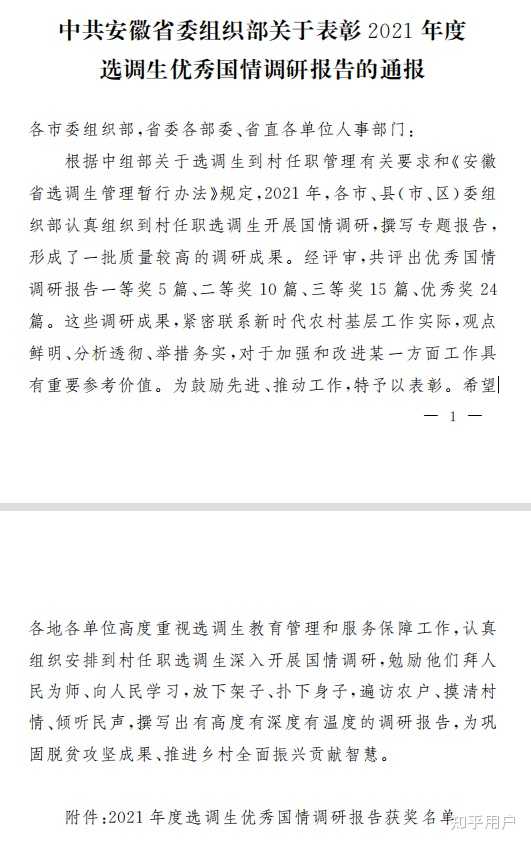 中共安徽省委组织部关于表彰 2021 年度
选调生优秀国情调研报告的通报
各市委组织部,省委各部委、省直各单位人事部门:
根据中组部关于选调生到村任职管理有关要求和《安徽
省选调生管理暂行办法》规定,2021 年,各市、县(市、区)委组
织部认真组织到村任职选调生开展国情调研,撰写专题报告,
形成了一批质量较高的调研成果。经评审,共评出优秀国情
调研报告一等奖 5 篇、二等奖 10 篇、三等奖 15 篇、优秀奖 24
篇。这些调研成果,紧密联系新时代农村基层工作实际,观点
鲜明、分析透彻、举措务实,对于加强和改进某一方面工作具
有重要参考价值。为鼓励先进、推动工作,特予以表彰。希望
— 1 —
各地各单位高度重视选调生教育管理和服务保障工作,认真
组织安排到村任职选调生深入开展国情调研,勉励他们拜人
民为师、向人民学习,放下架子、扑下身子,遍访农户、摸清村
情、倾听民声,撰写出有高度有深度有温度的调研报告,为巩
固脱贫攻坚成果、推进乡村全面振兴贡献智慧。
附件:2021 年度选调生优秀国情调研报告获奖名单
知乎用户